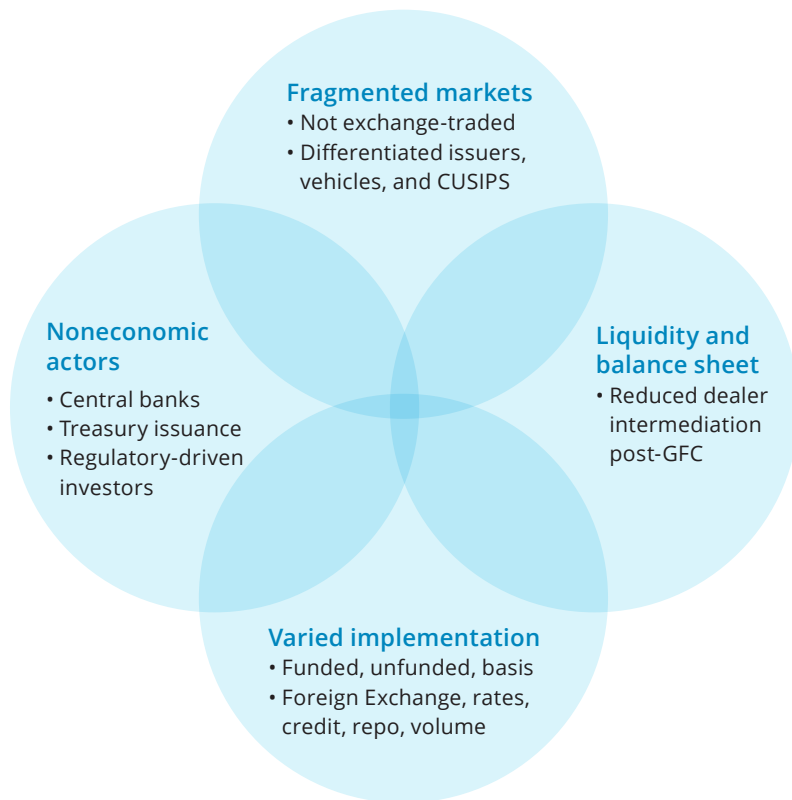 Fragmented markets
• Not exchange-traded
• Differentiated issuers,
vehicles, and CUSIPS
Noneconomic
actors
• Central banks
• Treasury issuance
• Regulatory-driven
investors
Liquidity and
balance sheet
• Reduced dealer
intermediation
post-GFC
Varied implementation
• Funded, unfunded, basis
• Foreign Exchange, rates,
credit, repo, volume